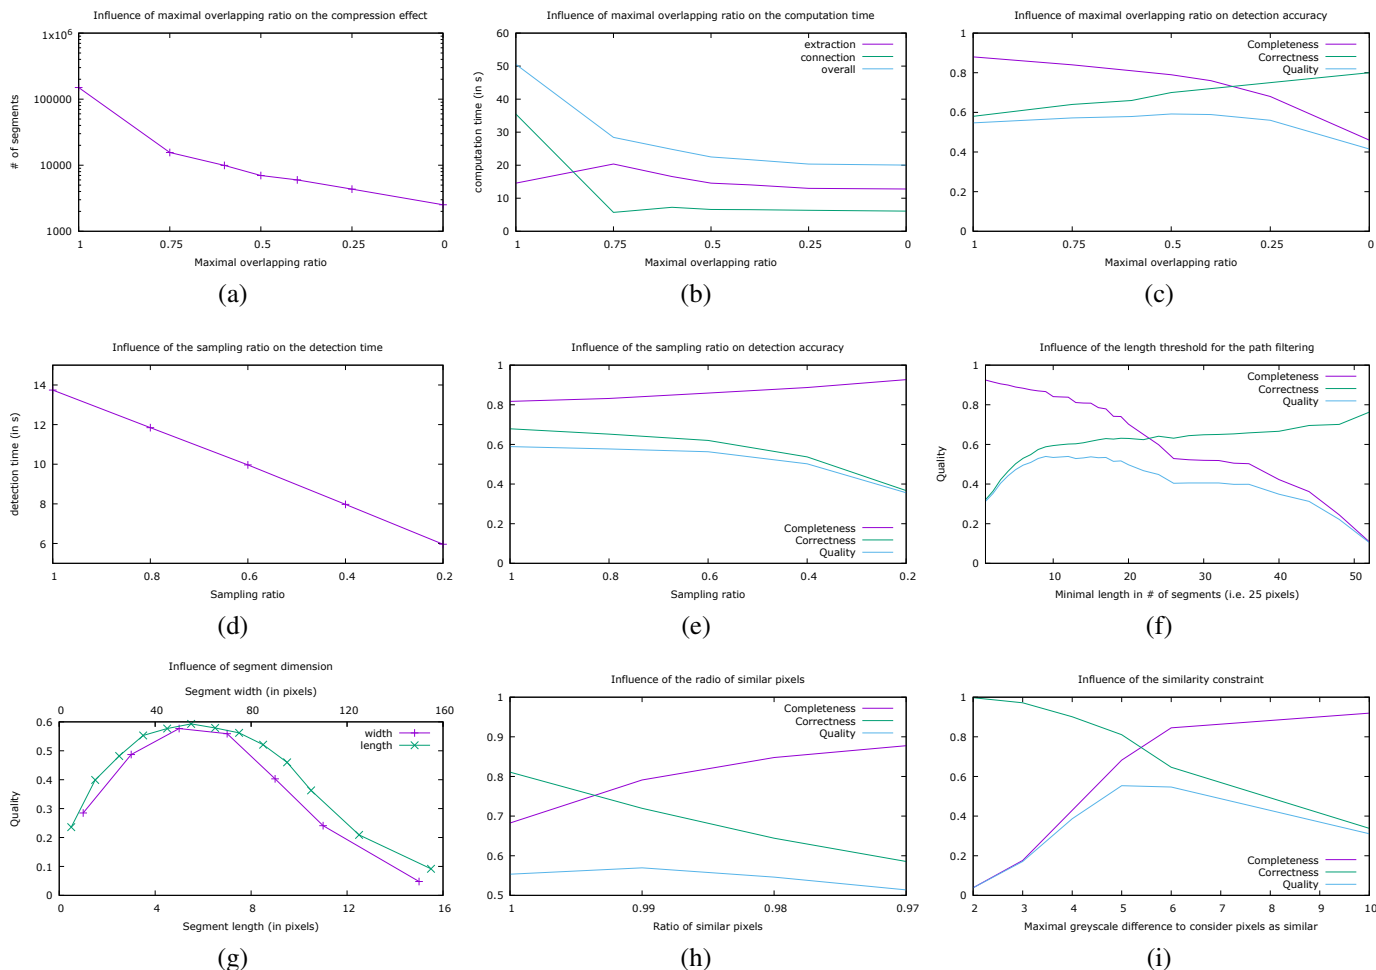 Influence of maximal overlapping ratio on the compression effect
# of segments
1x10^6
100000
10000
1000
1 0.75 0.5 0.25 0
Maximal overlapping ratio
(a)
Influence of maximal overlapping ratio on the computation time
computation time (in s)
60
50
40
30
20
10
0
extraction
connection
overall
1 0.75 0.5 0.25 0
Maximal overlapping ratio
(b)
Influence of maximal overlapping ratio on detection accuracy
1
0.8
0.6
0.4
0.2
0
Completeness
Correctness
Quality
1 0.75 0.5 0.25 0
Maximal overlapping ratio
(c)
Influence of the sampling ratio on the detection time
detection time (in s)
14
12
10
8
6
1 0.8 0.6 0.4 0.2
Sampling ratio
(d)
Influence of the sampling ratio on detection accuracy
1
0.8
0.6
0.4
0.2
0
Completeness
Correctness
Quality
1 0.8 0.6 0.4 0.2
Sampling ratio
(e)
Influence of the length threshold for the path filtering
Quality
1
0.8
0.6
0.4
0.2
0
Completeness
Correctness
Quality
10 20 30 40 50
Minimal length in # of segments (i.e. 25 pixels)
(f)
Influence of segment dimension
Segment width (in pixels)
0 40 80 120 160
Quality
0.6
0.5
0.4
0.3
0.2
0.1
0
width
length
0 4 8 12 16
Segment length (in pixels)
(g)
Influence of the radio of similar pixels
1
0.9
0.8
0.7
0.6
0.5
Completeness
Correctness
Quality
1 0.99 0.98 0.97
Ratio of similar pixels
(h)
Influence of the similarity constraint
1
0.8
0.6
0.4
0.2
0
Completeness
Correctness
Quality
2 3 4 5 6 7 8 9 10
Maximal greyscale difference to consider pixels as similar
(i)